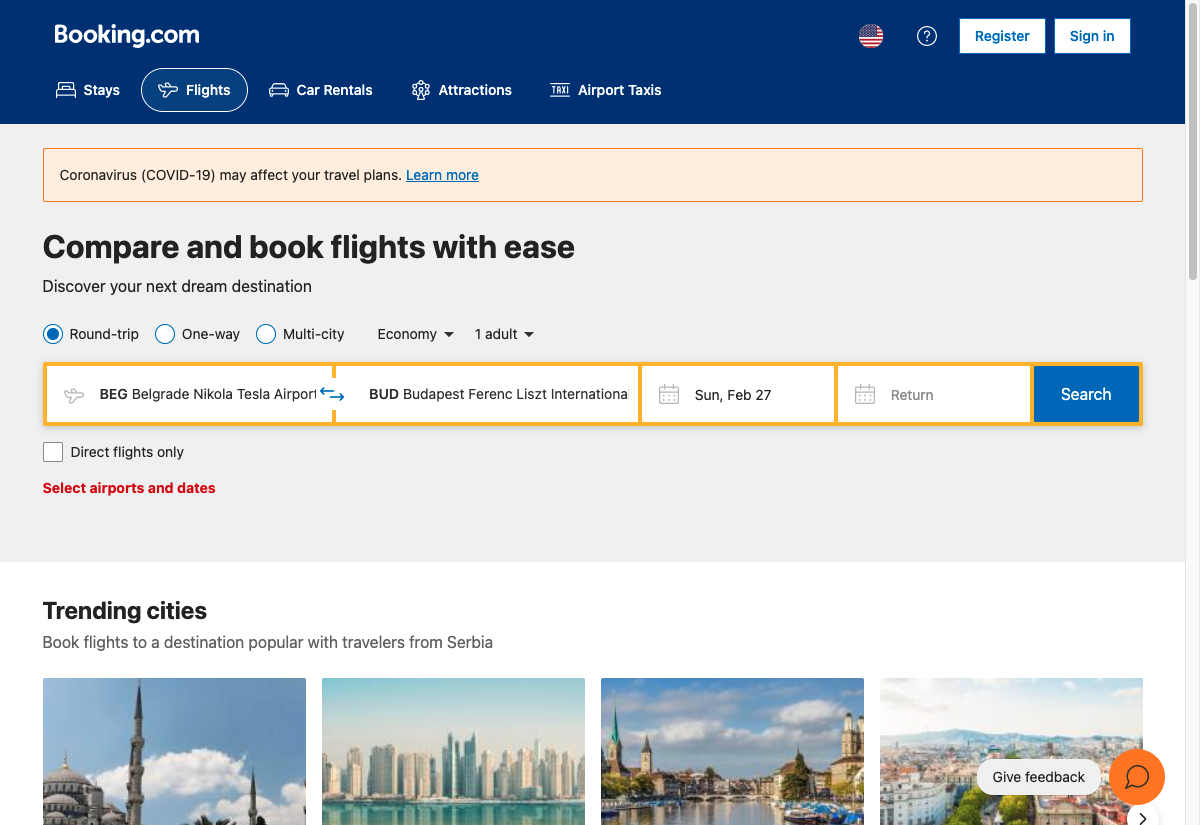 Booking.com
Register
Sign in
Stays
Flights
Car Rentals
Attractions
TAXI
Airport Taxis
Coronavirus (COVID-19) may affect your travel plans. Learn more
Compare and book flights with ease
Discover your next dream destination
Round-trip
One-way
Multi-city
Economy
1 adult
BEG Belgrade Nikola Tesla Airport
BUD Budapest Ferenc Liszt Internationa
Sun, Feb 27
Return
Search
Direct flights only
Select airports and dates
Trending cities
Book flights to a destination popular with travelers from Serbia
Give feedback